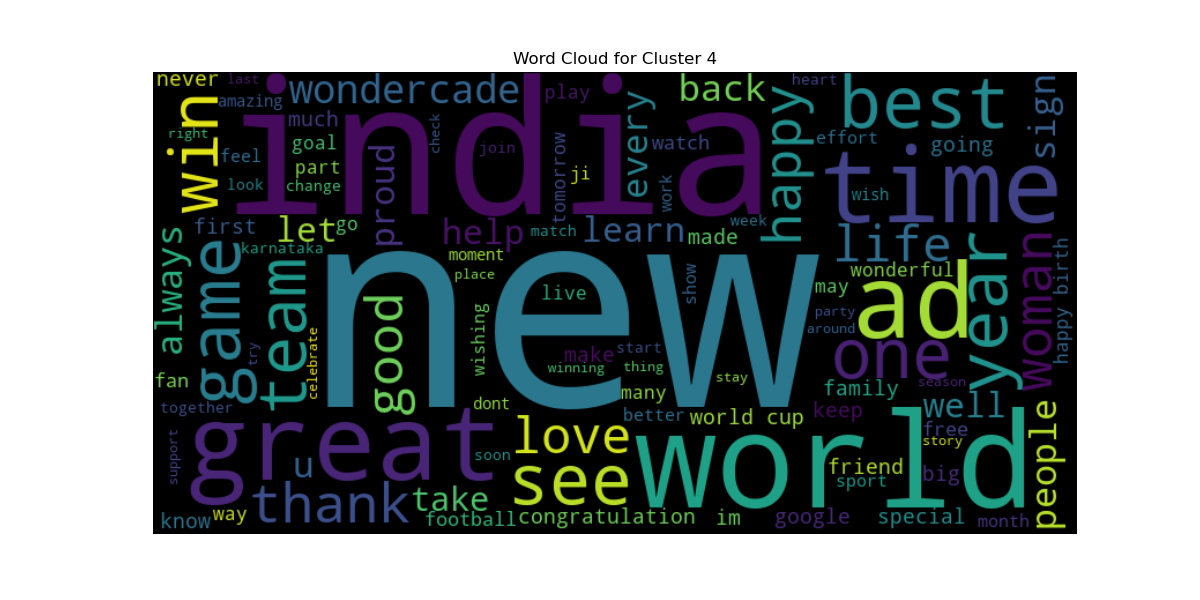 Word Cloud for Cluster 4
never
last
amazing
wondercade
play
back
heart
best
sign
win
india
much
check
every
happy
right
goal
join
watch
effort
going
feel
part
proud
tomorrow
ji
time
look
change
work
wish
first
let
go
help
match
learn
made
week
karnataka
always
game
team
moment
place
life
year
woman
happy birth
wonderful
new
show
may
ad
live
good
wishing
party
around
one
try
celebrate
make
start
winning
thing
stay
season
fan
many
family
together
dont
better
world cup
keep
well
free
story
people
great
love
support
u
soon
see
world
friend
sport
big
thank
take
know
way
football
congratulation
im
google
special
month